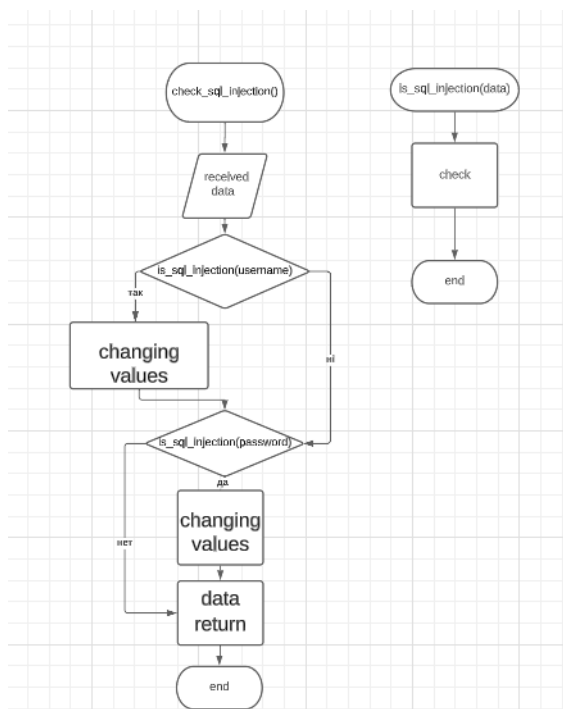 check_sql_injection()
received
data
is_sql_injection(username)
так
ні
changing
values
is_sql_injection(password)
да
нет
changing
values
data
return
end
is_sql_injection(data)
check
end